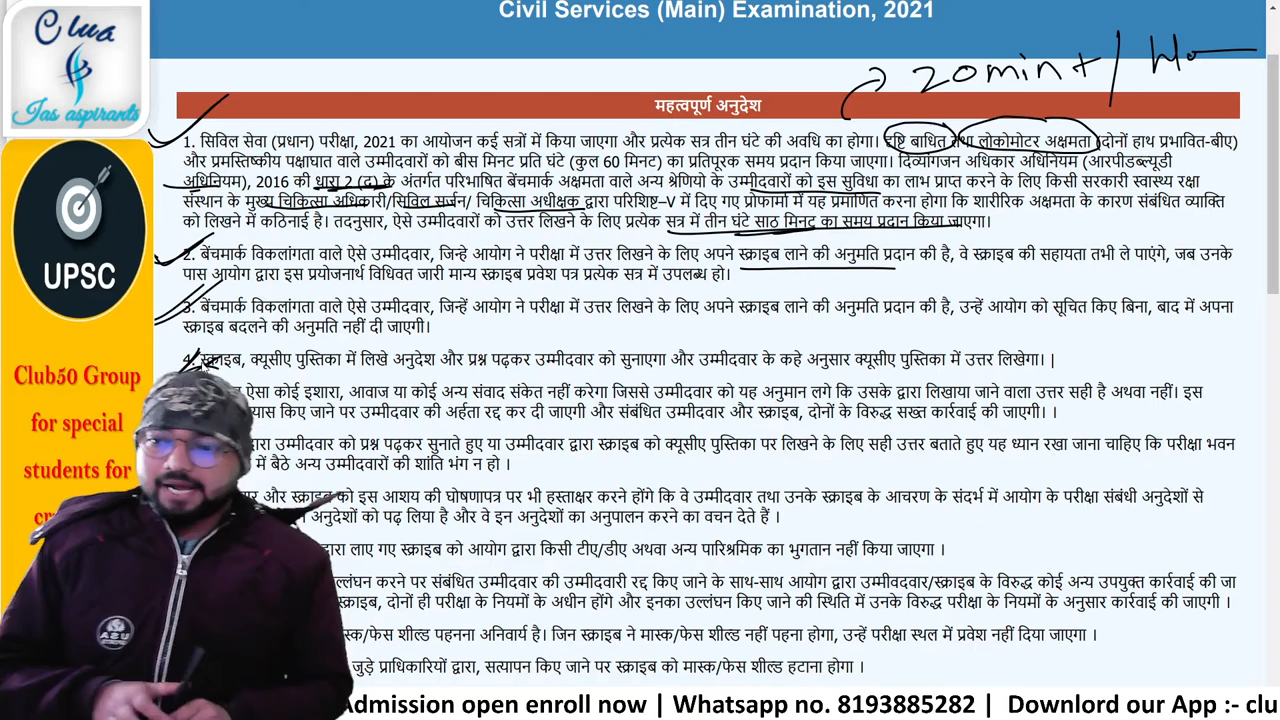 Civil Services (Main) Examination, 2021
Clua
Ias aspirants
20min+/Ho
महत्वपूर्ण अनुदेश
1. सिविल सेवा (प्रधान) परीक्षा, 2021 का आयोजन कई सत्रों में किया जाएगा और प्रत्येक सत्र तीन घंटे की अवधि का होगा। दृष्टि बाधित तथा लोकोमोटर अक्षमता (दोनों हाथ प्रभावित-बीए)
और प्रमस्तिष्कीय पक्षाघात वाले उम्मीदवारों को बीस मिनट प्रति घंटे (कुल 60 मिनट) का प्रतिपूरक समय प्रदान किया जाएगा। दिव्यांगजन अधिकार अधिनियम (आरपीडब्ल्यूडी
अधिनियम), 2016 की धारा 2 (द) के अंतर्गत परिभाषित बेंचमार्क अक्षमता वाले अन्य श्रेणियो के उम्मीदवारों को इस सुविधा का लाभ प्राप्त करने के लिए किसी सरकारी स्वास्थ्य रक्षा
संस्थान के मुख्य चिकित्सा अधिकारी/सिविल सर्जन/ चिकित्सा अधीक्षक द्वारा परिशिष्ट–V में दिए गए प्रोफार्मा में यह प्रमाणित करना होगा कि शारीरिक अक्षमता के कारण संबंधित व्यक्ति
को लिखने में कठिनाई है। तदनुसार, ऐसे उम्मीदवारों को उत्तर लिखने के लिए प्रत्येक सत्र में तीन घंटे साठ मिनट का समय प्रदान किया जाएगा।
2. बेंचमार्क विकलांगता वाले ऐसे उम्मीदवार, जिन्हे आयोग ने परीक्षा में उत्तर लिखने के लिए अपने स्क्राइब लाने की अनुमति प्रदान की है, वे स्क्राइब की सहायता तभी ले पाएंगे, जब उनके
पास आयोग द्वारा इस प्रयोजनार्थ विधिवत जारी मान्य स्क्राइब प्रवेश पत्र प्रत्येक सत्र में उपलब्ध हो।
UPSC
3. बेंचमार्क विकलांगता वाले ऐसे उम्मीदवार, जिन्हें आयोग ने परीक्षा में उत्तर लिखने के लिए अपने स्क्राइब लाने की अनुमति प्रदान की है, उन्हें आयोग को सूचित किए बिना, बाद में अपना
स्क्राइब बदलने की अनुमति नहीं दी जाएगी।
4. स्क्राइब, क्यूसीए पुस्तिका में लिखे अनुदेश और प्रश्न पढ़कर उम्मीदवार को सुनाएगा और उम्मीदवार के कहे अनुसार क्यूसीए पुस्तिका में उत्तर लिखेगा। |
Club50 Group
for special
students for
ऐसा कोई इशारा, आवाज या कोई अन्य संवाद संकेत नहीं करेगा जिससे उम्मीदवार को यह अनुमान लगे कि उसके द्वारा लिखाया जाने वाला उत्तर सही है अथवा नहीं। इस
यास किए जाने पर उम्मीदवार की अर्हता रद्द कर दी जाएगी और संबंधित उम्मीदवार और स्क्राइब, दोनों के विरुद्ध सख्त कार्रवाई की जाएगी। ।
द्वारा उम्मीदवार को प्रश्न पढ़कर सुनाते हुए या उम्मीदवार द्वारा स्क्राइब को क्यूसीए पुस्तिका पर लिखने के लिए सही उत्तर बताते हुए यह ध्यान रखा जाना चाहिए कि परीक्षा भवन
में बैठे अन्य उम्मीदवारों की शांति भंग न हो ।
और स्क्राइब को इस आशय की घोषणापत्र पर भी हस्ताक्षर करने होंगे कि वे उम्मीदवार तथा उनके स्क्राइब के आचरण के संदर्भ में आयोग के परीक्षा संबंधी अनुदेशों से
अनुदेशों को पढ़ लिया है और वे इन अनुदेशों का अनुपालन करने का वचन देते हैं ।
द्वारा लाए गए स्क्राइब को आयोग द्वारा किसी टीए/डीए अथवा अन्य पारिश्रमिक का भुगतान नहीं किया जाएगा ।
उल्लंघन करने पर संबंधित उम्मीदवार की उम्मीदवारी रद्द किए जाने के साथ-साथ आयोग द्वारा उम्मीवदवार/स्क्राइब के विरुद्ध कोई अन्य उपयुक्त कार्रवाई की जा
स्क्राइब, दोनों ही परीक्षा के नियमों के अधीन होंगे और इनका उल्लंघन किए जाने की स्थिति में उनके विरुद्ध परीक्षा के नियमों के अनुसार कार्रवाई की जाएगी ।
मास्क/फेस शील्ड पहनना अनिवार्य है। जिन स्क्राइब ने मास्क/फेस शील्ड नहीं पहना होगा, उन्हें परीक्षा स्थल में प्रवेश नहीं दिया जाएगा ।
जुड़े प्राधिकारियों द्वारा, सत्यापन किए जाने पर स्क्राइब को मास्क/फेस शील्ड हटाना होगा ।
Admission open enroll now | Whatsapp no. 8193885282 | Downlord our App :- clu